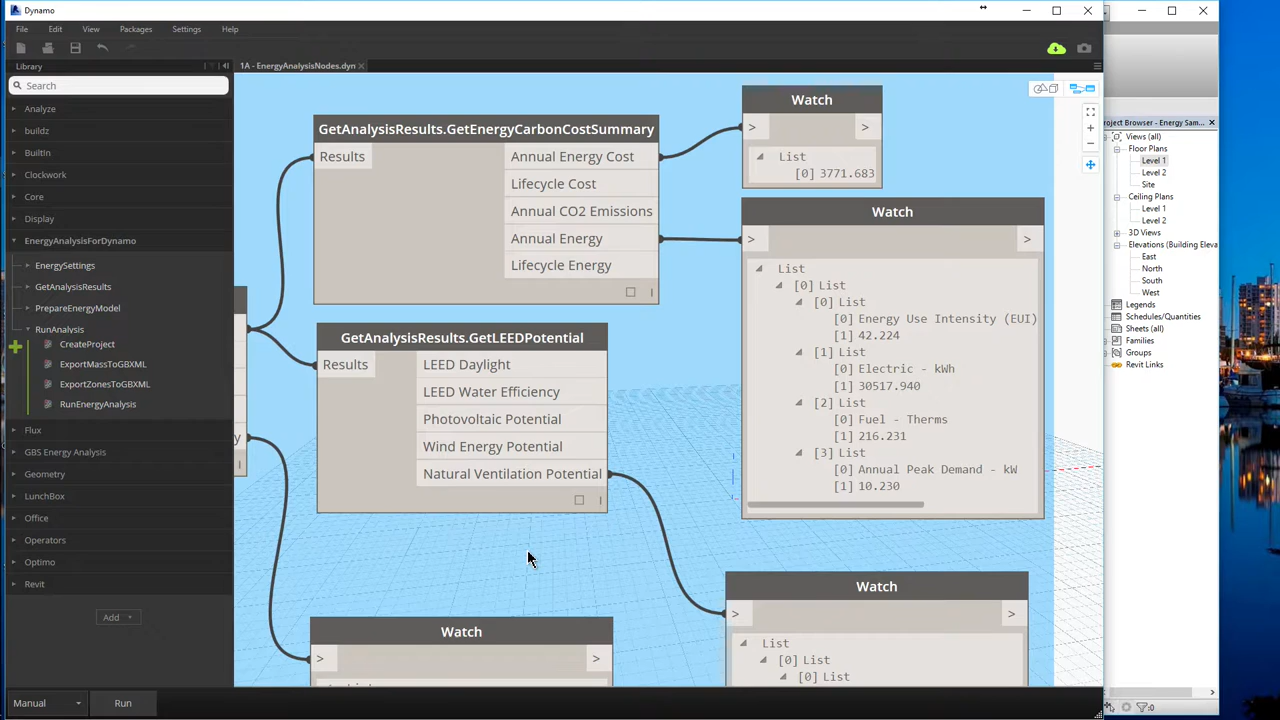 Dynamo
File Edit View Packages Settings Help
Library
1A - EnergyAnalysisNodes.dyn
Search
Analyze
buildz
BuiltIn
Clockwork
Core
Display
EnergyAnalysisForDynamo
EnergySettings
GetAnalysisResults
PrepareEnergyModel
RunAnalysis
CreateProject
ExportMassToGBXML
ExportZonesToGBXML
RunEnergyAnalysis
Flux
GBS Energy Analysis
Geometry
LunchBox
Office
Operators
Optimo
Revit
Add
Manual
Run
GetAnalysisResults.GetEnergyCarbonCostSummary
Results
Annual Energy Cost
Lifecycle Cost
Annual CO2 Emissions
Annual Energy
Lifecycle Energy
GetAnalysisResults.GetLEEDPotential
Results
LEED Daylight
LEED Water Efficiency
Photovoltaic Potential
Wind Energy Potential
Natural Ventilation Potential
y
Watch
> >
Watch
> >
List
[0] 3771.683
Watch
> >
List
[0] List
[0] List
[0] Energy Use Intensity (EUI)
[1] 42.224
[1] List
[0] Electric - kWh
[1] 30517.940
[2] List
[0] Fuel - Therms
[1] 216.231
[3] List
[0] Annual Peak Demand - kW
[1] 10.230
Watch
> >
List
[0] List
[0] List
roject Browser - Energy Sam...
Views (all)
Floor Plans
Level 1
Level 2
Site
Ceiling Plans
Level 1
Level 2
3D Views
Elevations (Building Eleva
East
North
South
West
Legends
Schedules/Quantities
Sheets (all)
Families
Groups
Revit Links
:0